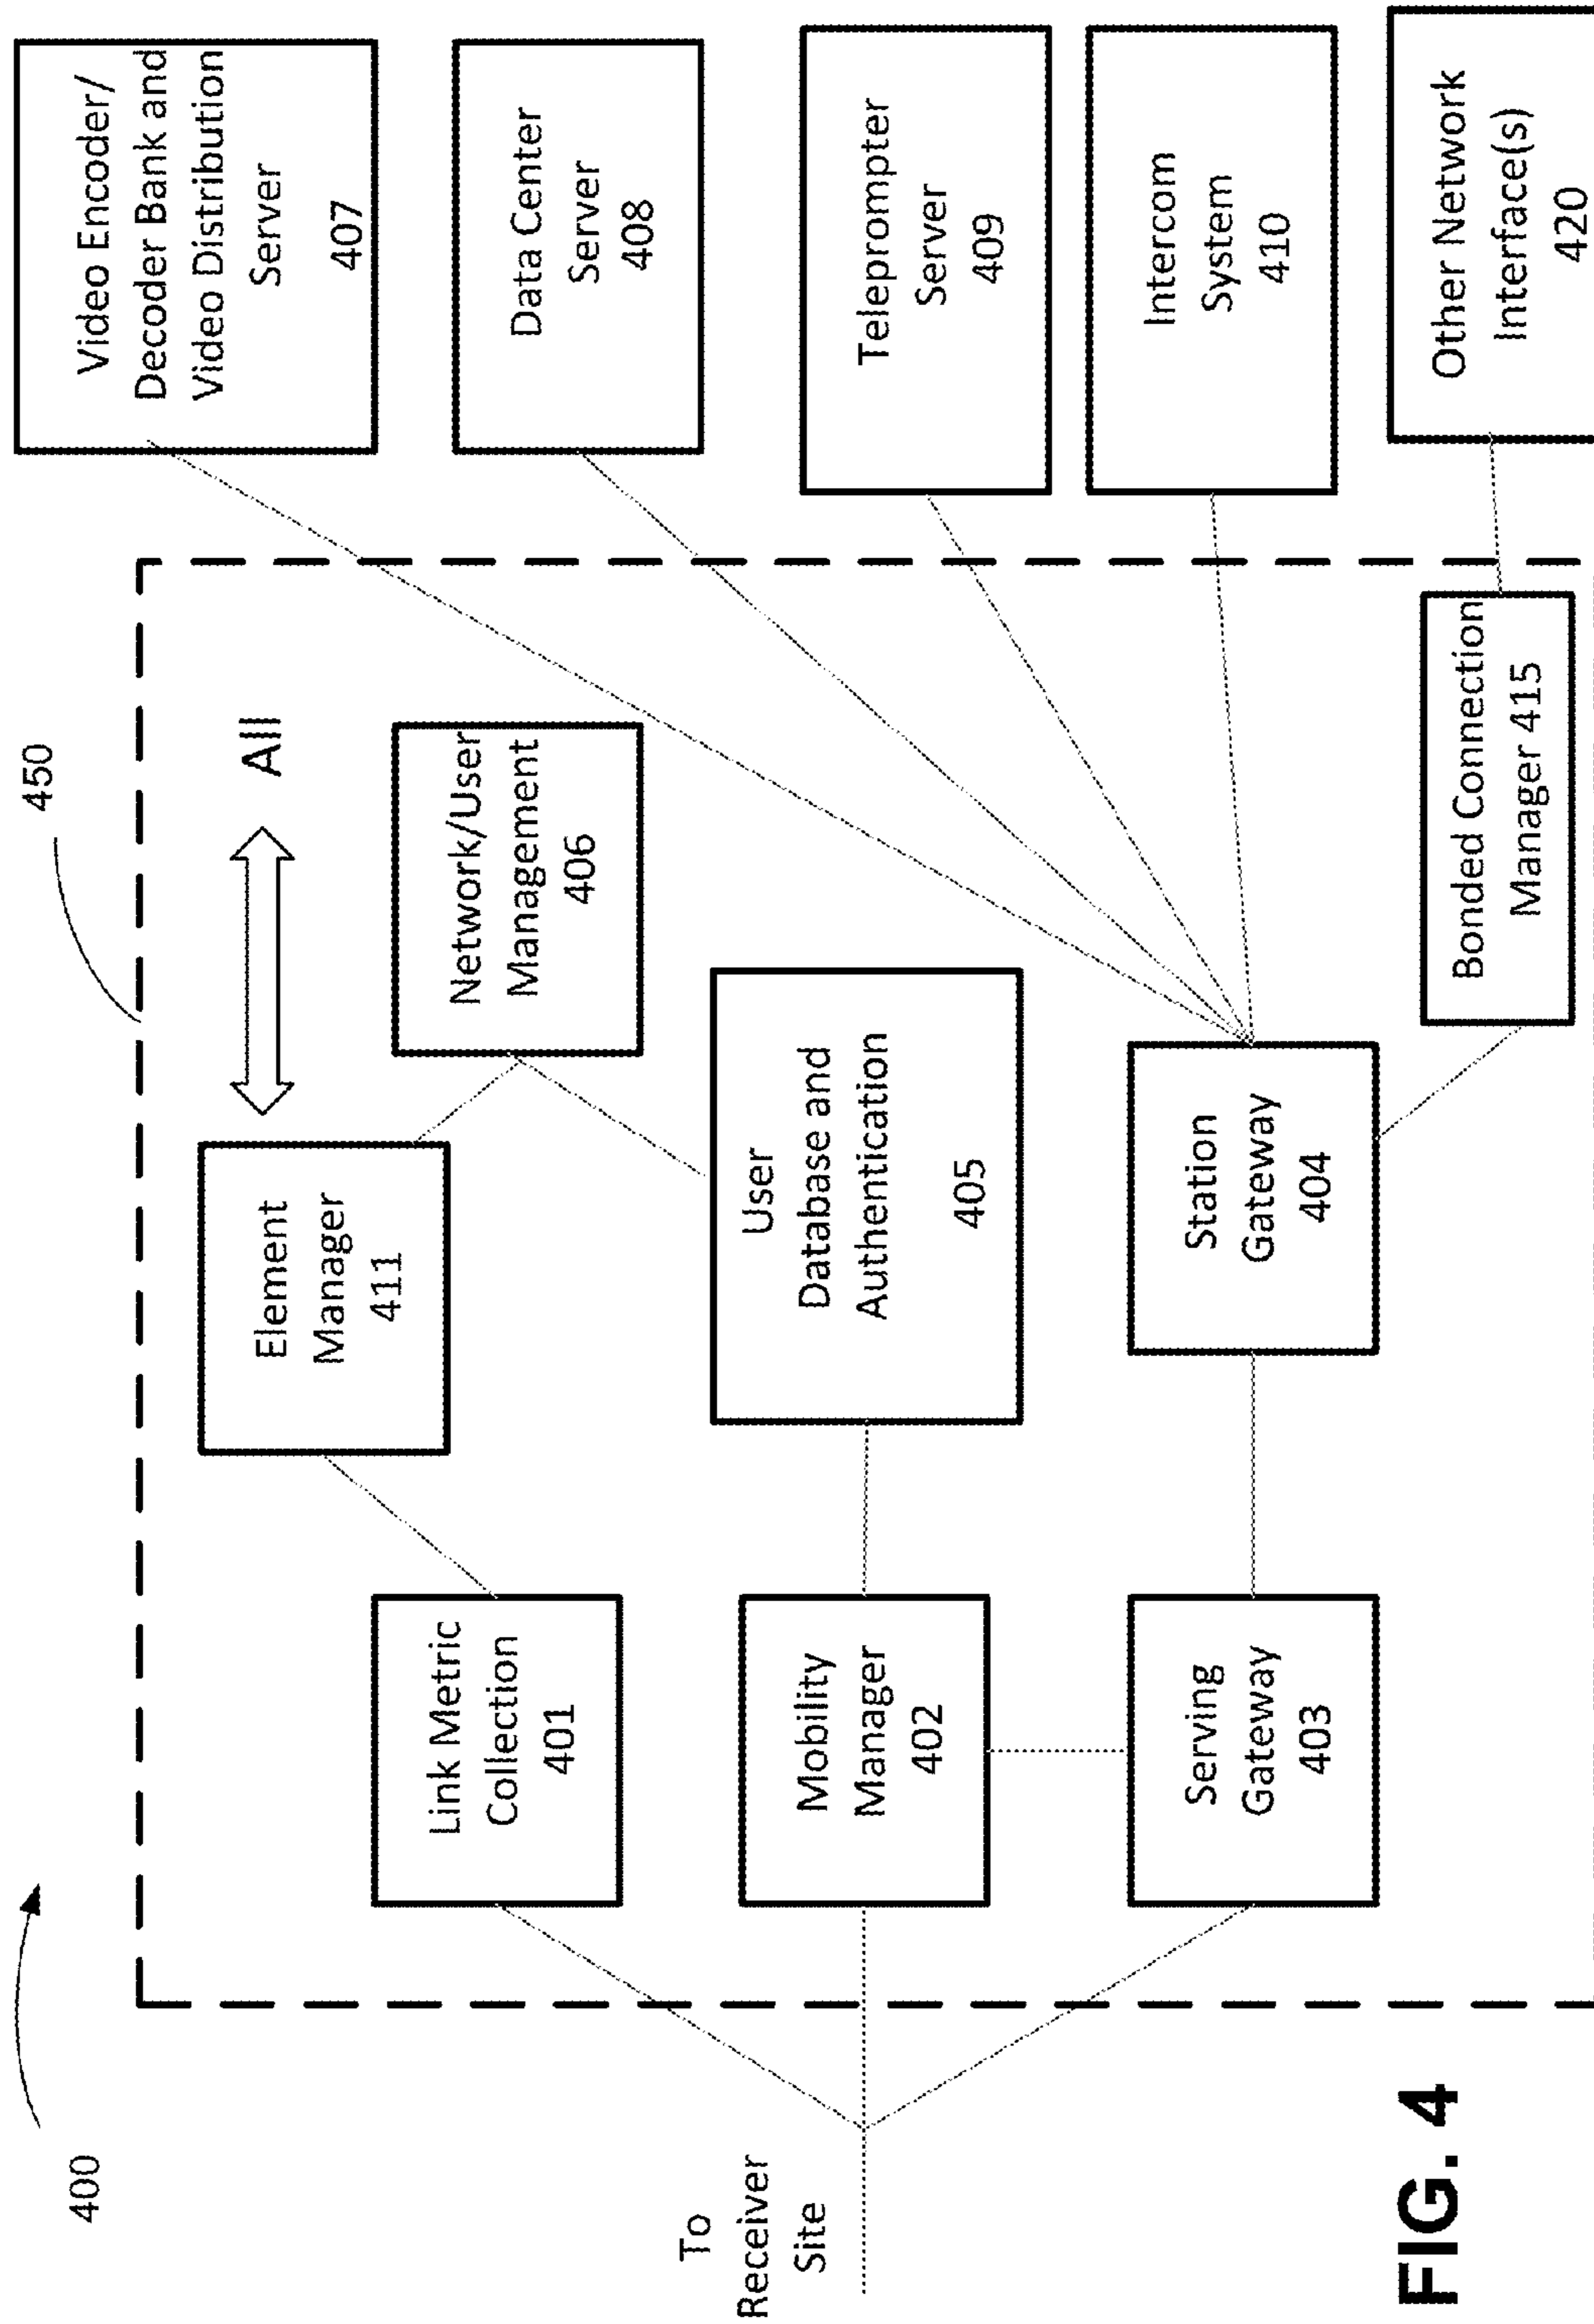 400
450
To
Receiver
Site
Link Metric
Collection
401
Mobility
Manager
402
Serving
Gateway
403
Element
Manager
411
All
Network/User
Management
406
User
Database and
Authentication
405
Station
Gateway
404
Bonded Connection
Manager 415
Video Encoder/
Decoder Bank and
Video Distribution
Server
407
Data Center
Server
408
Teleprompter
Server
409
Intercom
System
410
Other Network
Interface(s)
420
FIG. 4